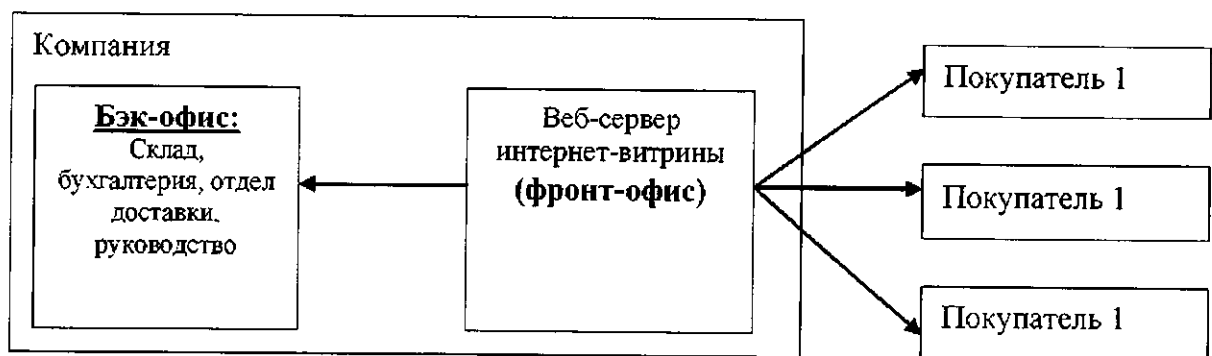 Компания
Бэк-офис:
Склад,
бухгалтерия, отдел
доставки,
руководство
Веб-сервер
интернет-витрины
(фронт-офис)
Покупатель 1
Покупатель 1
Покупатель 1